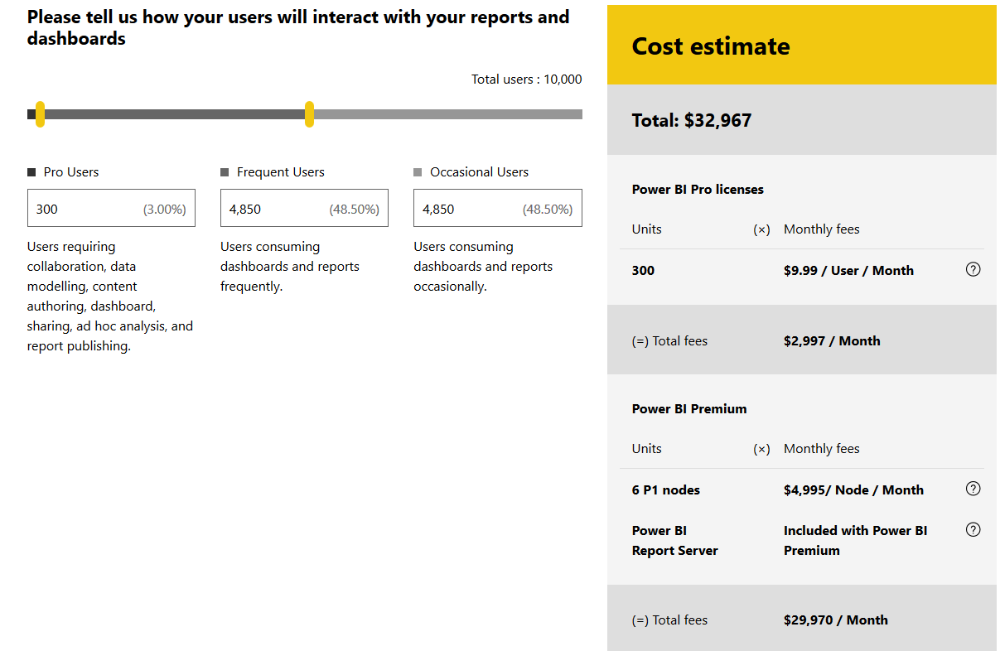 Please tell us how your users will interact with your reports and
dashboards
Total users : 10,000
Pro Users
300 (3.00%)
Users requiring
collaboration, data
modelling, content
authoring, dashboard,
sharing, ad hoc analysis, and
report publishing.
Frequent Users
4,850 (48.50%)
Users consuming
dashboards and reports
frequently.
Occasional Users
4,850 (48.50%)
Users consuming
dashboards and reports
occasionally.
Cost estimate
Total: $32,967
Power BI Pro licenses
Units (×) Monthly fees
300 $9.99 / User / Month ?
(=) Total fees $2,997 / Month
Power BI Premium
Units (×) Monthly fees
6 P1 nodes $4,995/ Node / Month ?
Power BI Included with Power BI ?
Report Server Premium
(=) Total fees $29,970 / Month